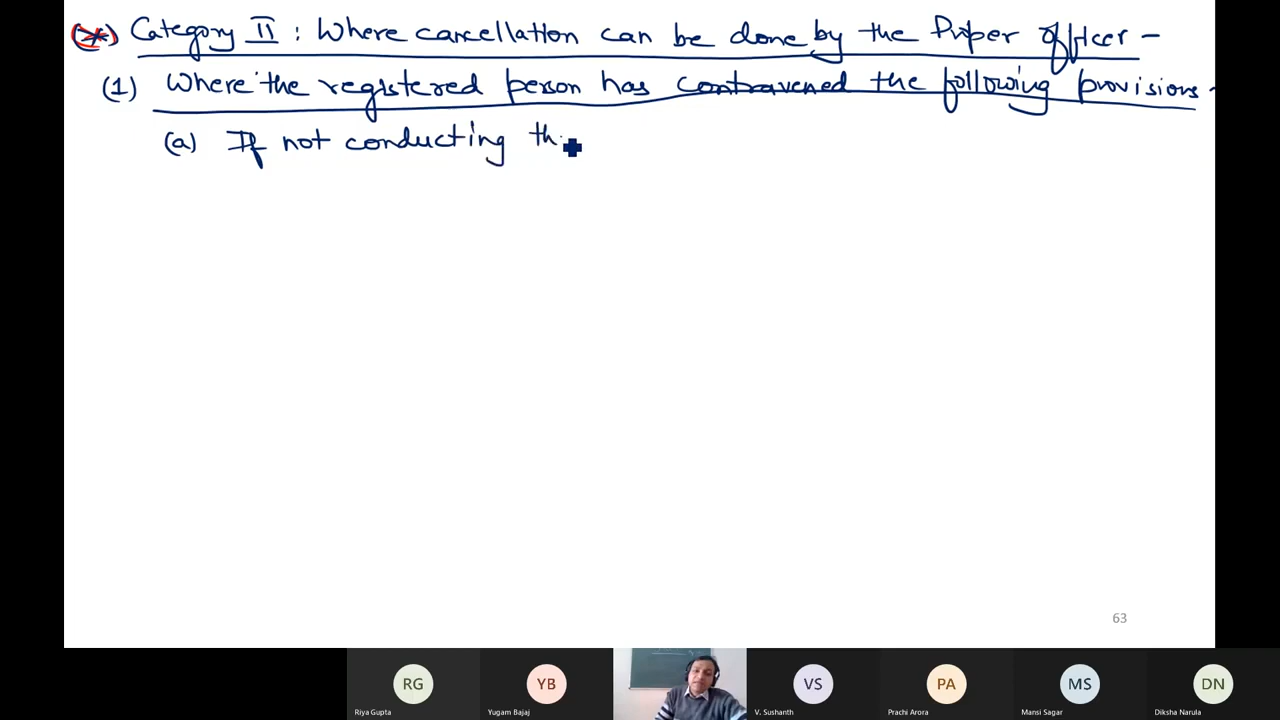 (*) Category II : Where cancellation can be done by the Proper officer -
(1) Where the registered person has contravened the following provisions -
(a) If not conducting th
63
RG YB VS PA MS DN
Riya Gupta Yugam Bajaj V. Sushanth Prachi Arora Mansi Sagar Diksha Narula